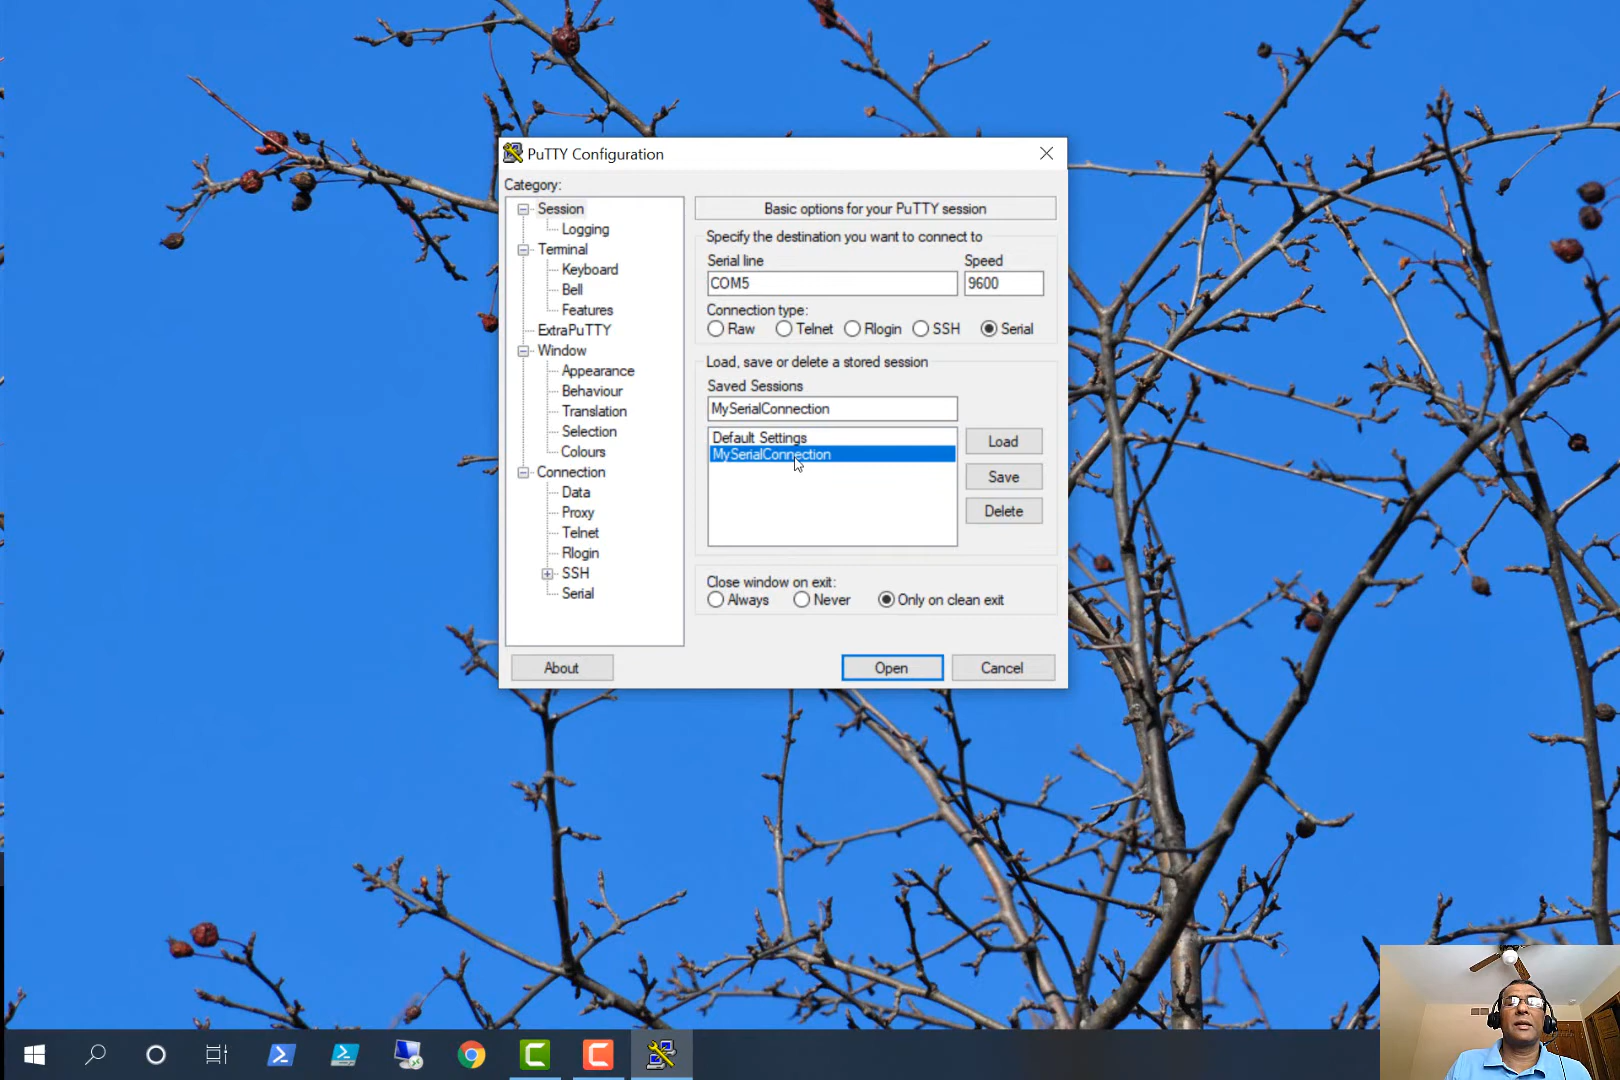 PuTTY Configuration
Category:
Session
Logging
Terminal
Keyboard
Bell
Features
ExtraPuTTY
Window
Appearance
Behaviour
Translation
Selection
Colours
Connection
Data
Proxy
Telnet
Rlogin
SSH
Serial
About
Basic options for your PuTTY session
Specify the destination you want to connect to
Serial line Speed
COM5 9600
Connection type:
Raw Telnet Rlogin SSH Serial
Load, save or delete a stored session
Saved Sessions
MySerialConnection
Default Settings
MySerialConnection
Load
Save
Delete
Close window on exit:
Always Never Only on clean exit
Open Cancel